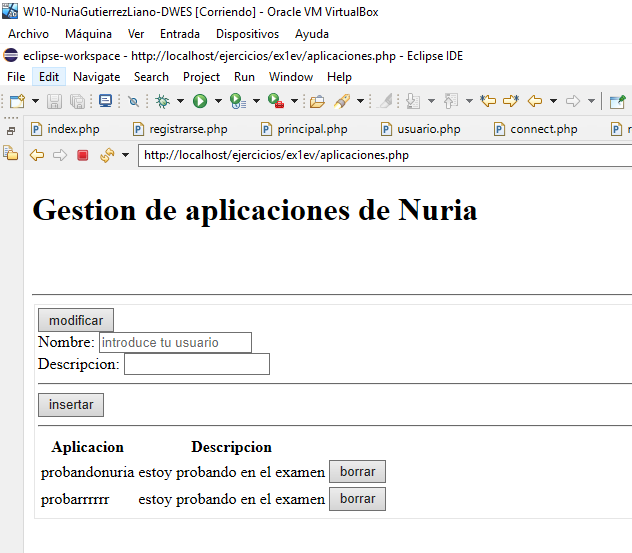 W10-NuriaGutierrezLiano-DWES [Corriendo] - Oracle VM VirtualBox
Archivo Máquina Ver Entrada Dispositivos Ayuda
eclipse-workspace - http://localhost/ejercicios/ex1ev/aplicaciones.php - Eclipse IDE
File Edit Navigate Search Project Run Window Help
index.php registrarse.php principal.php usuario.php connect.php r
http://localhost/ejercicios/ex1ev/aplicaciones.php
Gestion de aplicaciones de Nuria
modificar
Nombre: introduce tu usuario
Descripcion:
insertar
Aplicacion Descripcion
probandonuria estoy probando en el examen borrar
probarrrrrr estoy probando en el examen borrar